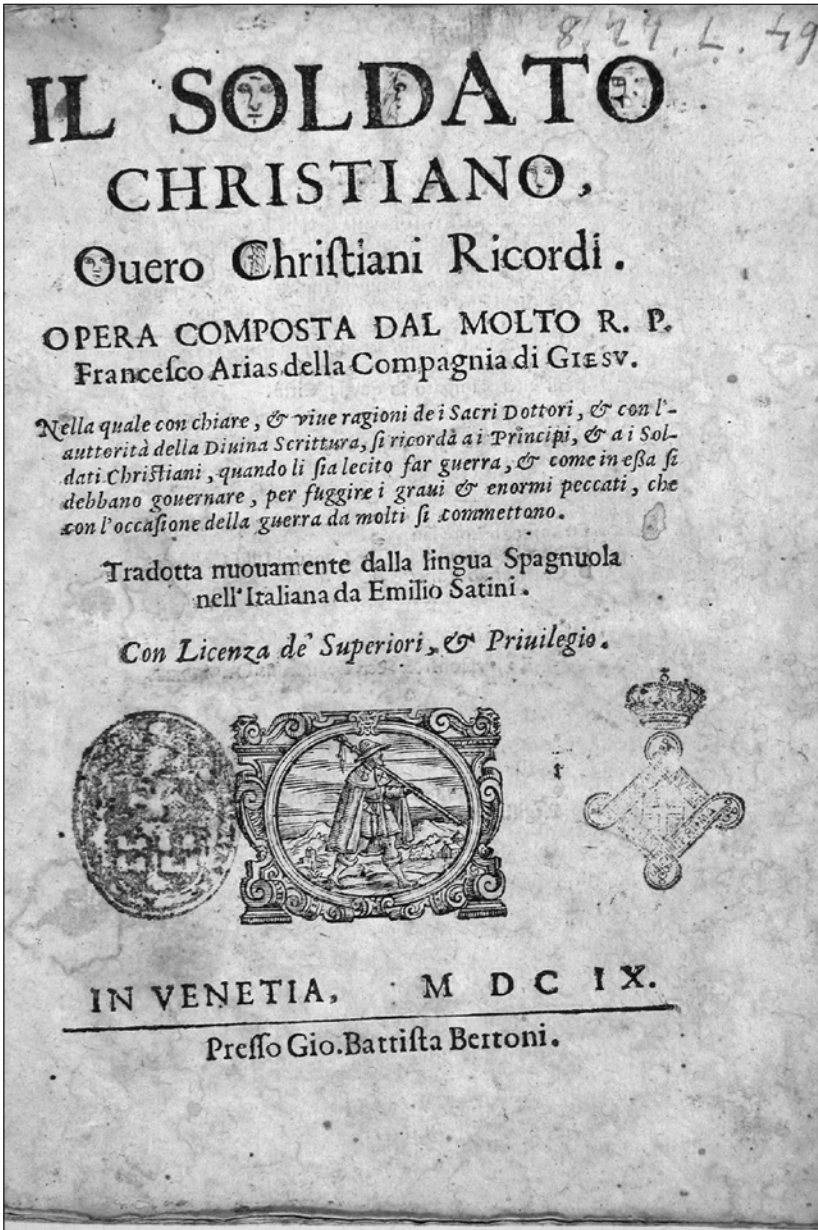 8. 24. L. 49
IL SOLDATO
CHRISTIANO,
Ouero Chriſtiani Ricordi.
OPERA COMPOSTA DAL MOLTO R. P.
Franceſco Arias della Compagnia di GIESV.
Nella quale con chiare, & viue ragioni de i Sacri Dottori, & con l'-
auttorità della Diuina Scrittura, ſi ricorda a i Principi, & a i Sol-
dati Chriſtiani, quando li ſia lecito far guerra, & come in eſſa ſi
debbano gouernare, per fuggire i graui & enormi peccati, che
con l'occaſione della guerra da molti ſi commettono.
Tradotta nuouamente dalla lingua Spagnuola
nell'Italiana da Emilio Satini.
Con Licenza de' Superiori, & Priuilegio.
IN VENETIA, M D C IX.
Preſſo Gio. Battiſta Bertoni.